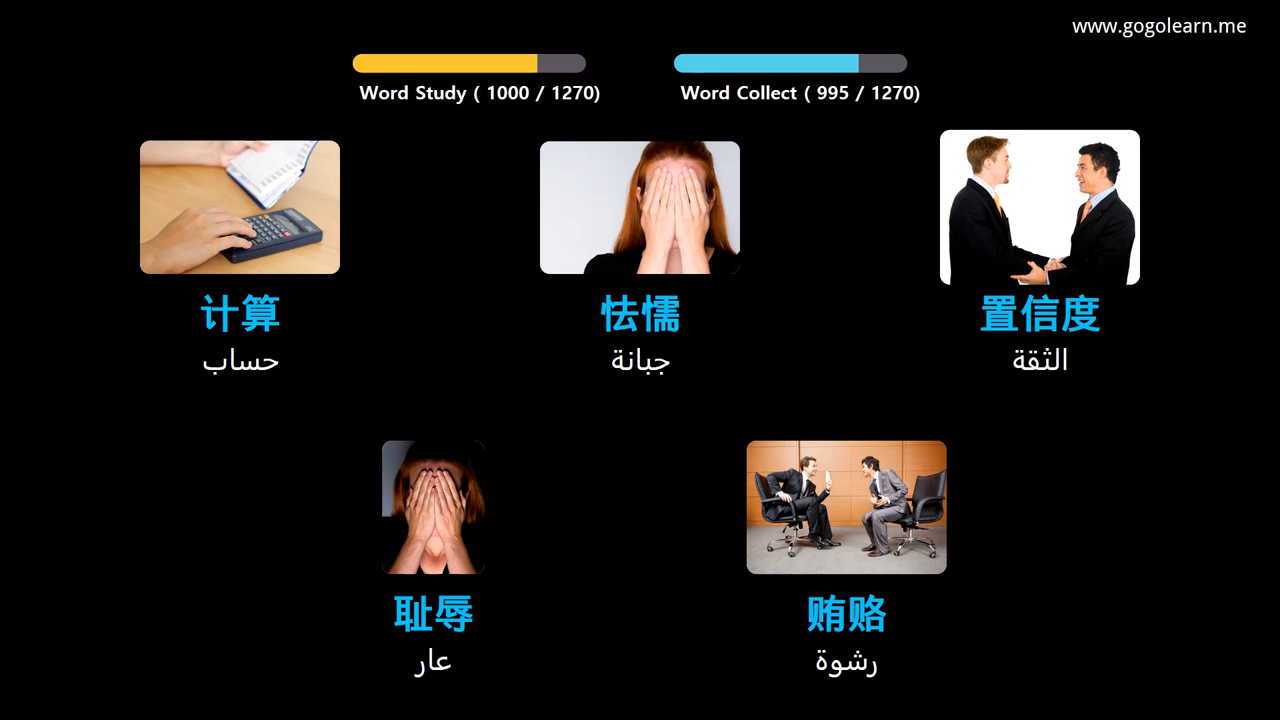 www.gogolearn.me
Word Study ( 1000 / 1270)
Word Collect ( 995 / 1270)
计算
حساب
怯懦
جبانة
置信度
الثقة
耻辱
عار
贿赂
رشوة